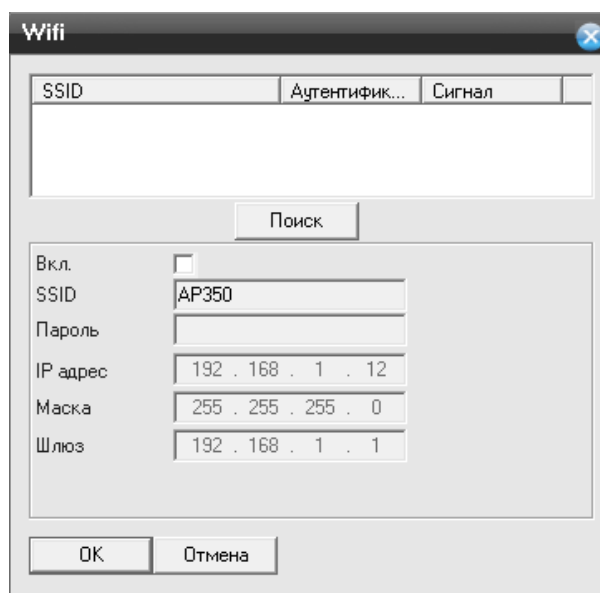 Wifi
SSID Аутентифик... Сигнал
Поиск
Вкл.
SSID AP350
Пароль
IP адрес 192 . 168 . 1 . 12
Маска 255 . 255 . 255 . 0
Шлюз 192 . 168 . 1 . 1
OK Отмена